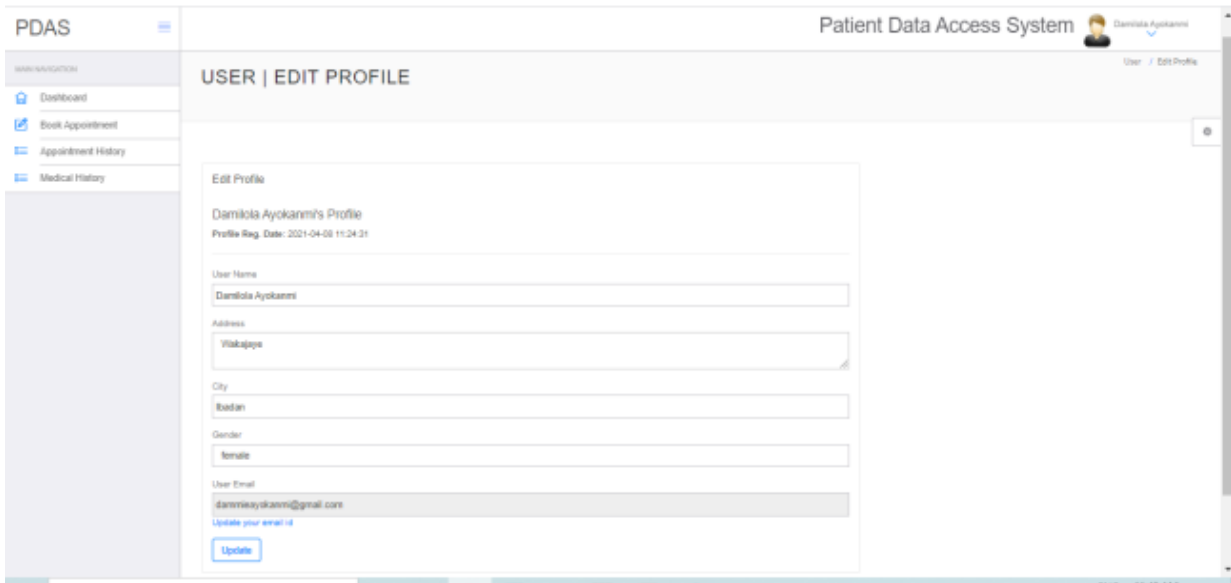 PDAS
Patient Data Access System
Damilola Ayokanmi
MAIN NAVIGATION
USER | EDIT PROFILE
User / Edit Profile
Dashboard
Book Appointment
Appointment History
Medical History
Edit Profile
Damilola Ayokanmi's Profile
Profile Reg. Date: 2021-04-08 11:24:31
User Name
Damilola Ayokanmi
Address
Wakajaye
City
Ibadan
Gender
female
User Email
dammieayokanmi@gmail.com
Update your email id
Update